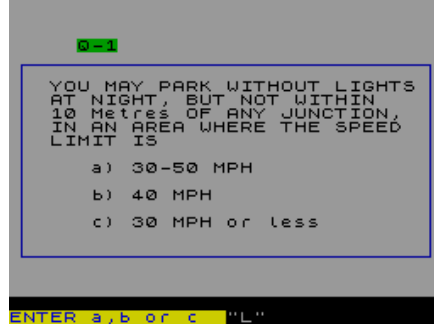 Q-1
YOU MAY PARK WITHOUT LIGHTS
AT NIGHT, BUT NOT WITHIN
10 Metres OF ANY JUNCTION,
IN AN AREA WHERE THE SPEED
LIMIT IS
a) 30-50 MPH
b) 40 MPH
c) 30 MPH or less
ENTER a,b or c "L"